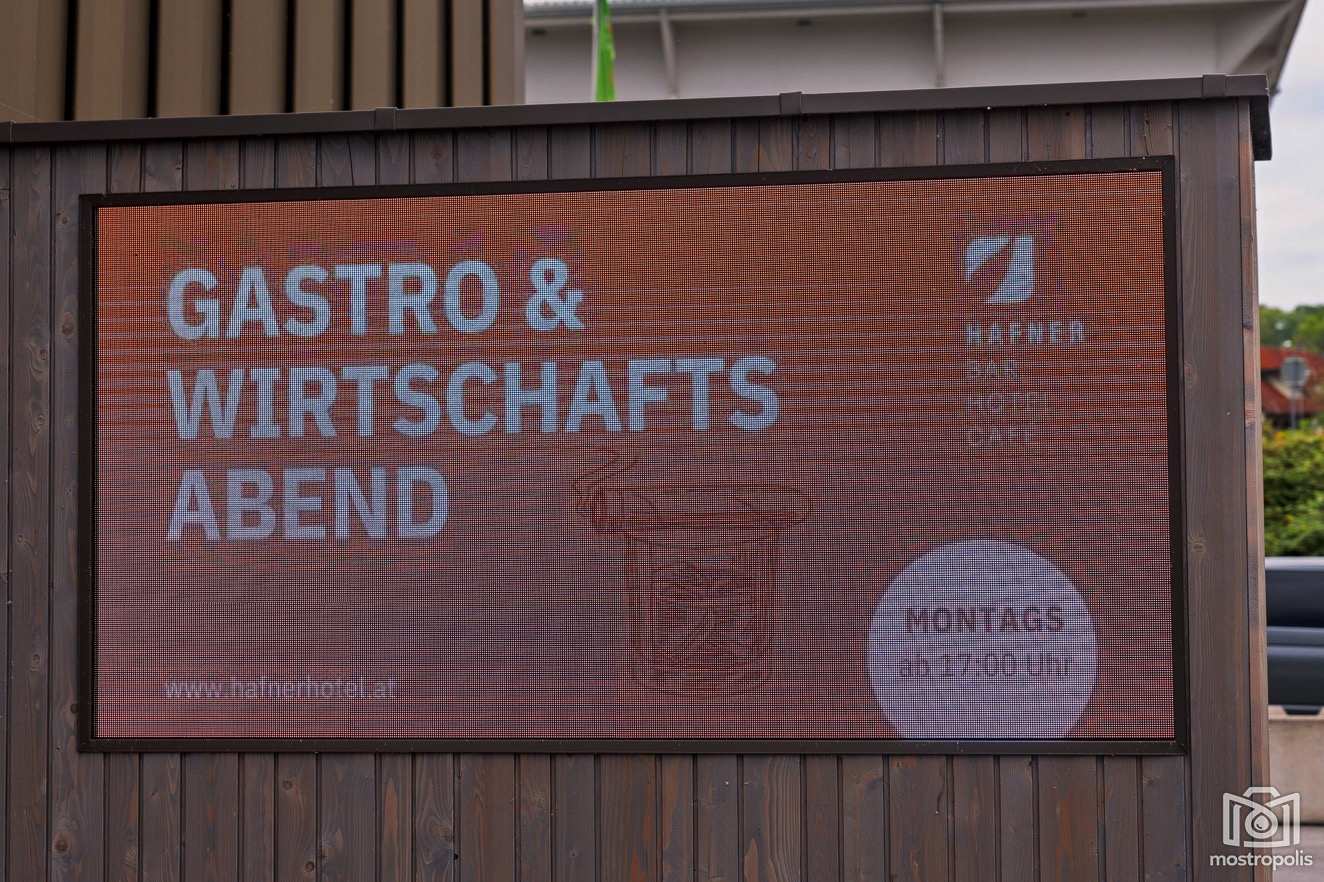 GASTRO &
WIRTSCHAFTS
ABEND
HAFNER
BAR
HOTEL
CAFE
MONTAGS
ab 17:00 Uhr
www.hafnerhotel.at
mostropolis